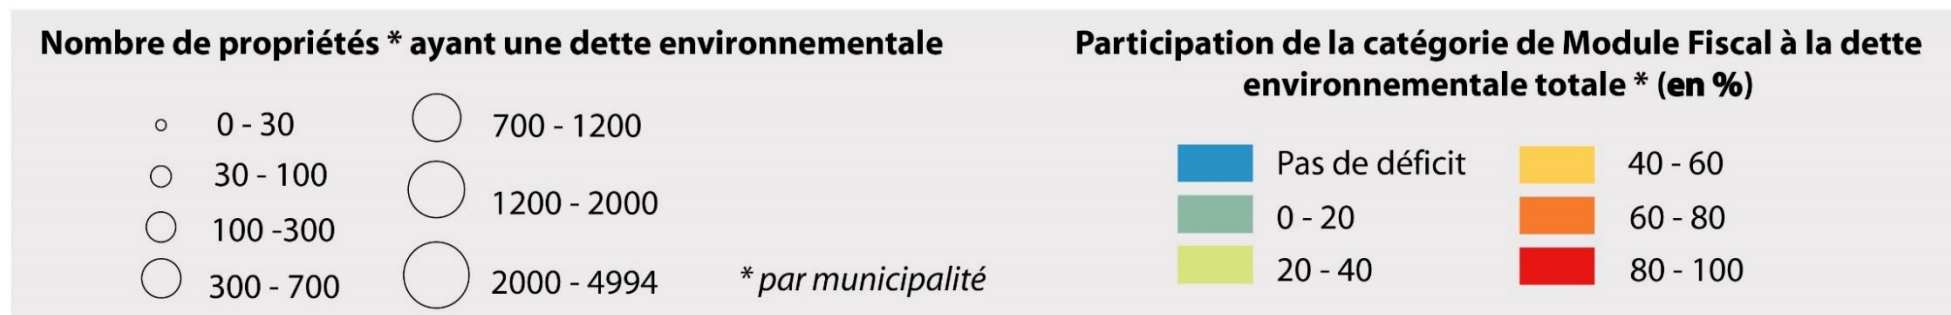 Nombre de propriétés * ayant une dette environnementale
0 - 30
30 - 100
100 -300
300 - 700
700 - 1200
1200 - 2000
2000 - 4994
* par municipalité
Participation de la catégorie de Module Fiscal à la dette
environnementale totale * (en %)
Pas de déficit
0 - 20
20 - 40
40 - 60
60 - 80
80 - 100